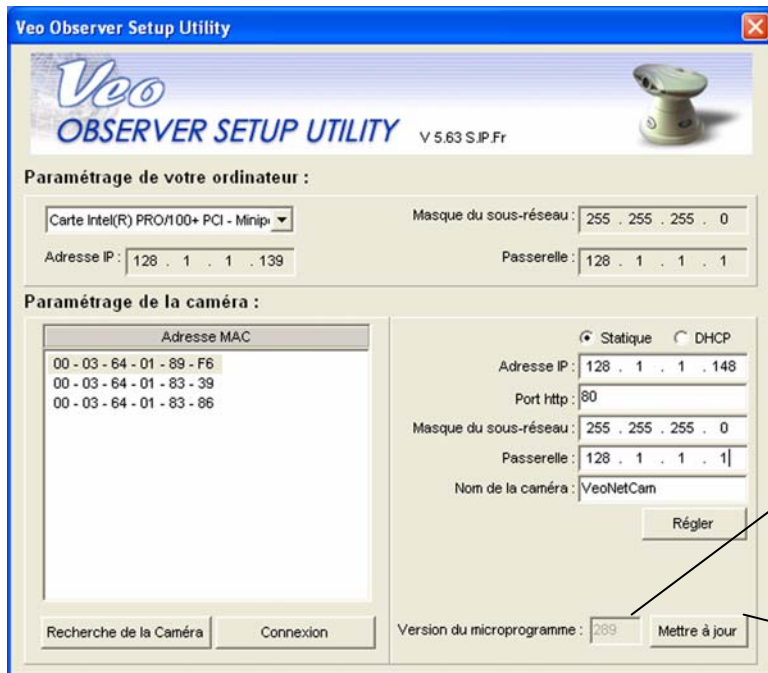 Veo Observer Setup Utility
Veo
OBSERVER SETUP UTILITY V 5.63 S.IP.Fr
Paramétrage de votre ordinateur :
Carte Intel(R) PRO/100+ PCI - Minip
Masque du sous-réseau : 255 . 255 . 255 . 0
Adresse IP : 128 . 1 . 1 . 139
Passerelle : 128 . 1 . 1 . 1
Paramétrage de la caméra :
Adresse MAC
00 - 03 - 64 - 01 - 89 - F6
00 - 03 - 64 - 01 - 83 - 39
00 - 03 - 64 - 01 - 83 - 86
Statique DHCP
Adresse IP : 128 . 1 . 1 . 148
Port http : 80
Masque du sous-réseau : 255 . 255 . 255 . 0
Passerelle : 128 . 1 . 1 . 1
Nom de la caméra : VeoNetCam
Régler
Recherche de la Caméra Connexion
Version du microprogramme : 289 Mettre à jour